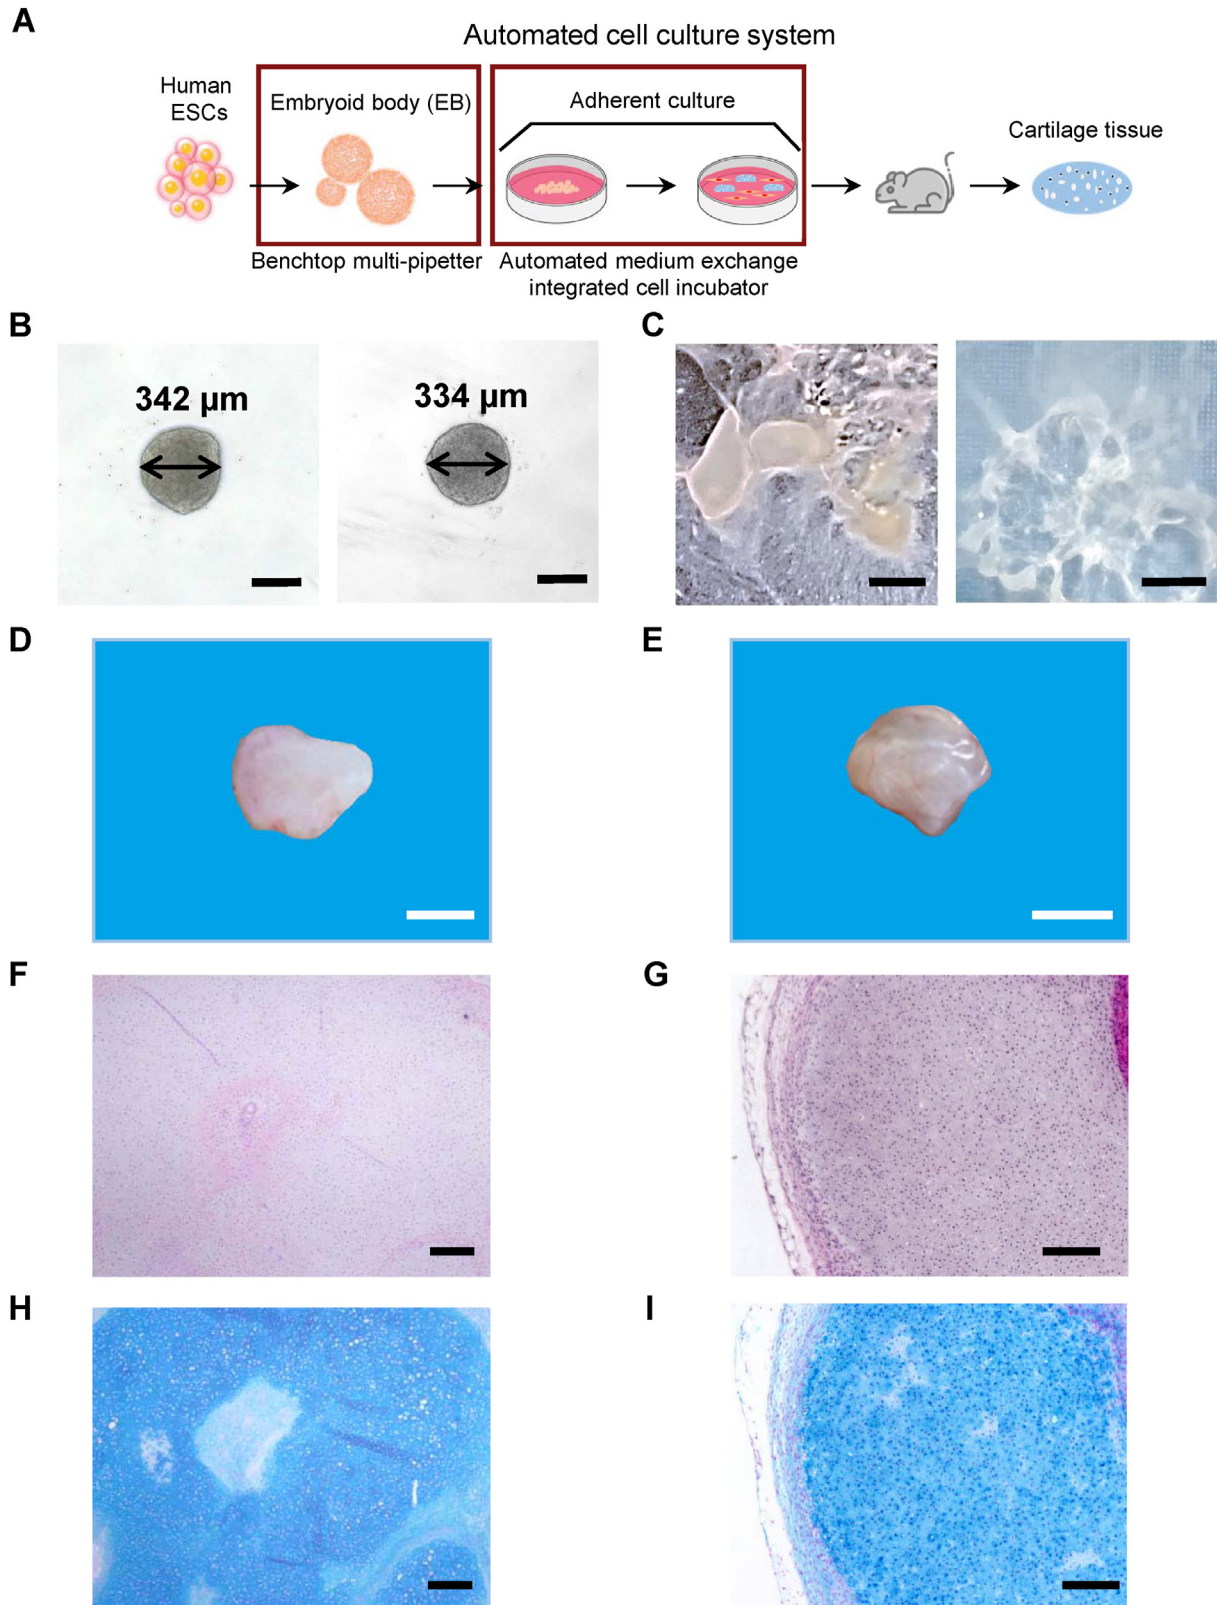 A
Automated cell culture system
Human
ESCs
Embryoid body (EB)
Adherent culture
Cartilage tissue
Benchtop multi-pipetter
Automated medium exchange
integrated cell incubator
B
342 µm
334 µm
C
D
E
F
G
H
I